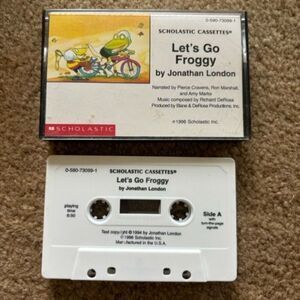 0-590-73099-1
SCHOLASTIC CASSETTES®
Let's Go
Froggy
by Jonathan London
Narrated by Pierce Cravens, Ron Marshall,
and Amy Marks
Music composed by Richard DeRosa
Produced by Blane & DeRosa Productions, Inc.
℗1996 Scholastic Inc.
SCHOLASTIC
0-590-73099-1
SCHOLASTIC CASSETTES®
Let's Go Froggy
by Jonathan London
playing
time
Side A
with
turn-the-page
signals
Text copyright © 1994 by Jonathan London
℗1996 Scholastic Inc.
Manufactured in the U.S.A.